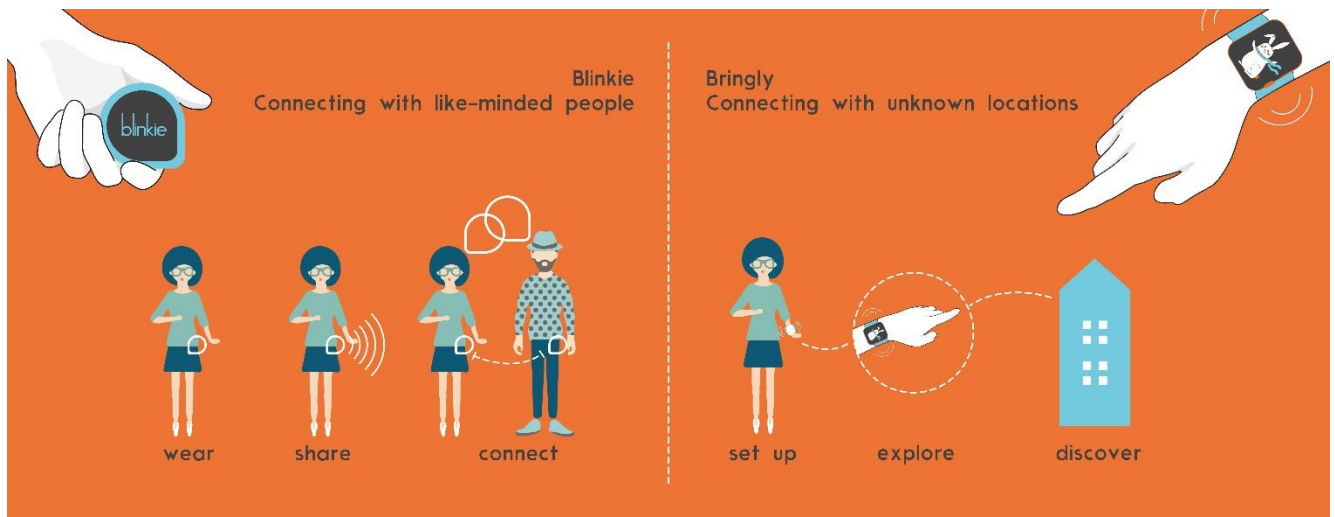 blinkie
Blinkie
Connecting with like-minded people
wear
share
connect
Bringly
Connecting with unknown locations
set up
explore
discover